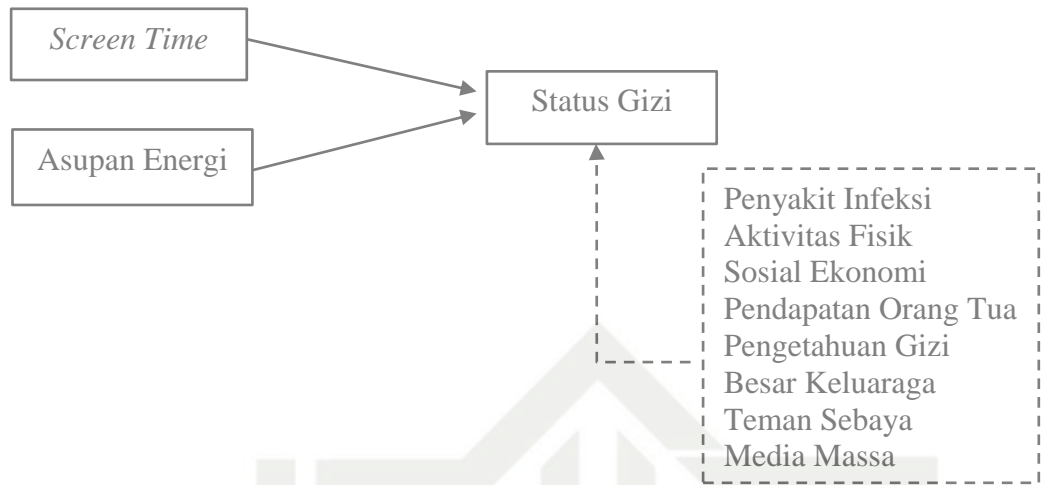 Screen Time
Status Gizi
Asupan Energi
Penyakit Infeksi
Aktivitas Fisik
Sosial Ekonomi
Pendapatan Orang Tua
Pengetahuan Gizi
Besar Keluaraga
Teman Sebaya
Media Massa